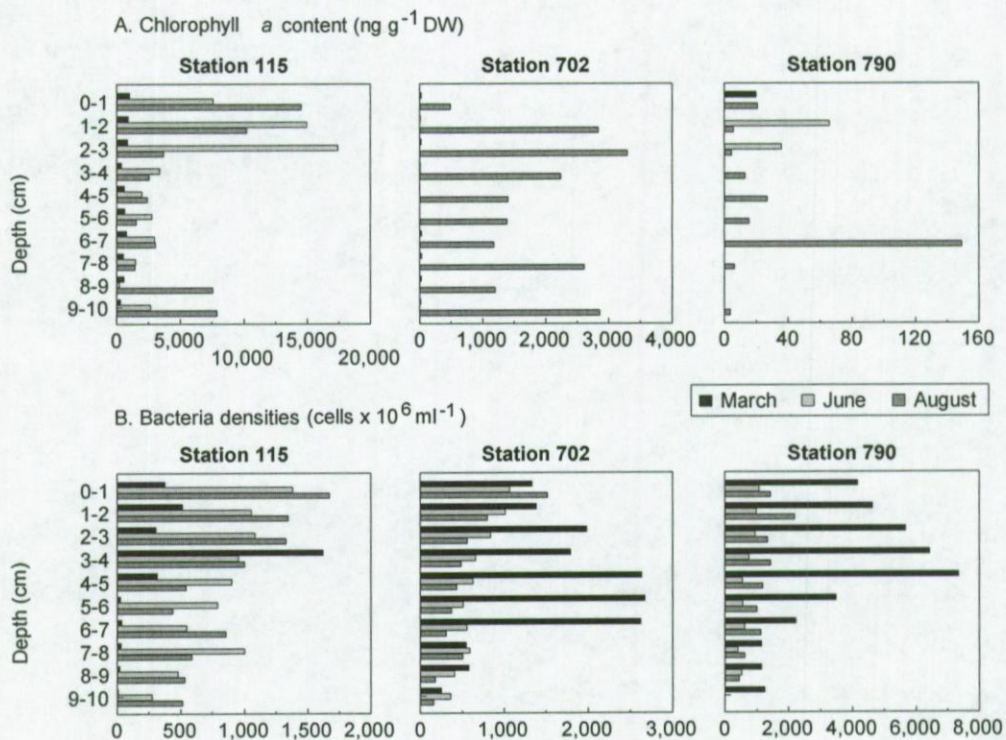 A. Chlorophyll a content (ng g⁻¹ DW)
Station 115 Station 702 Station 790
Depth (cm)
0-1
1-2
2-3
3-4
4-5
5-6
6-7
7-8
8-9
9-10
0 5,000 10,000 15,000 20,000 0 1,000 2,000 3,000 4,000 0 40 80 120 160
March June August
B. Bacteria densities (cells x 10⁶ ml⁻¹)
Station 115 Station 702 Station 790
Depth (cm)
0-1
1-2
2-3
3-4
4-5
5-6
6-7
7-8
8-9
9-10
0 500 1,000 1,500 2,000 0 1,000 2,000 3,000 0 2,000 4,000 6,000 8,000